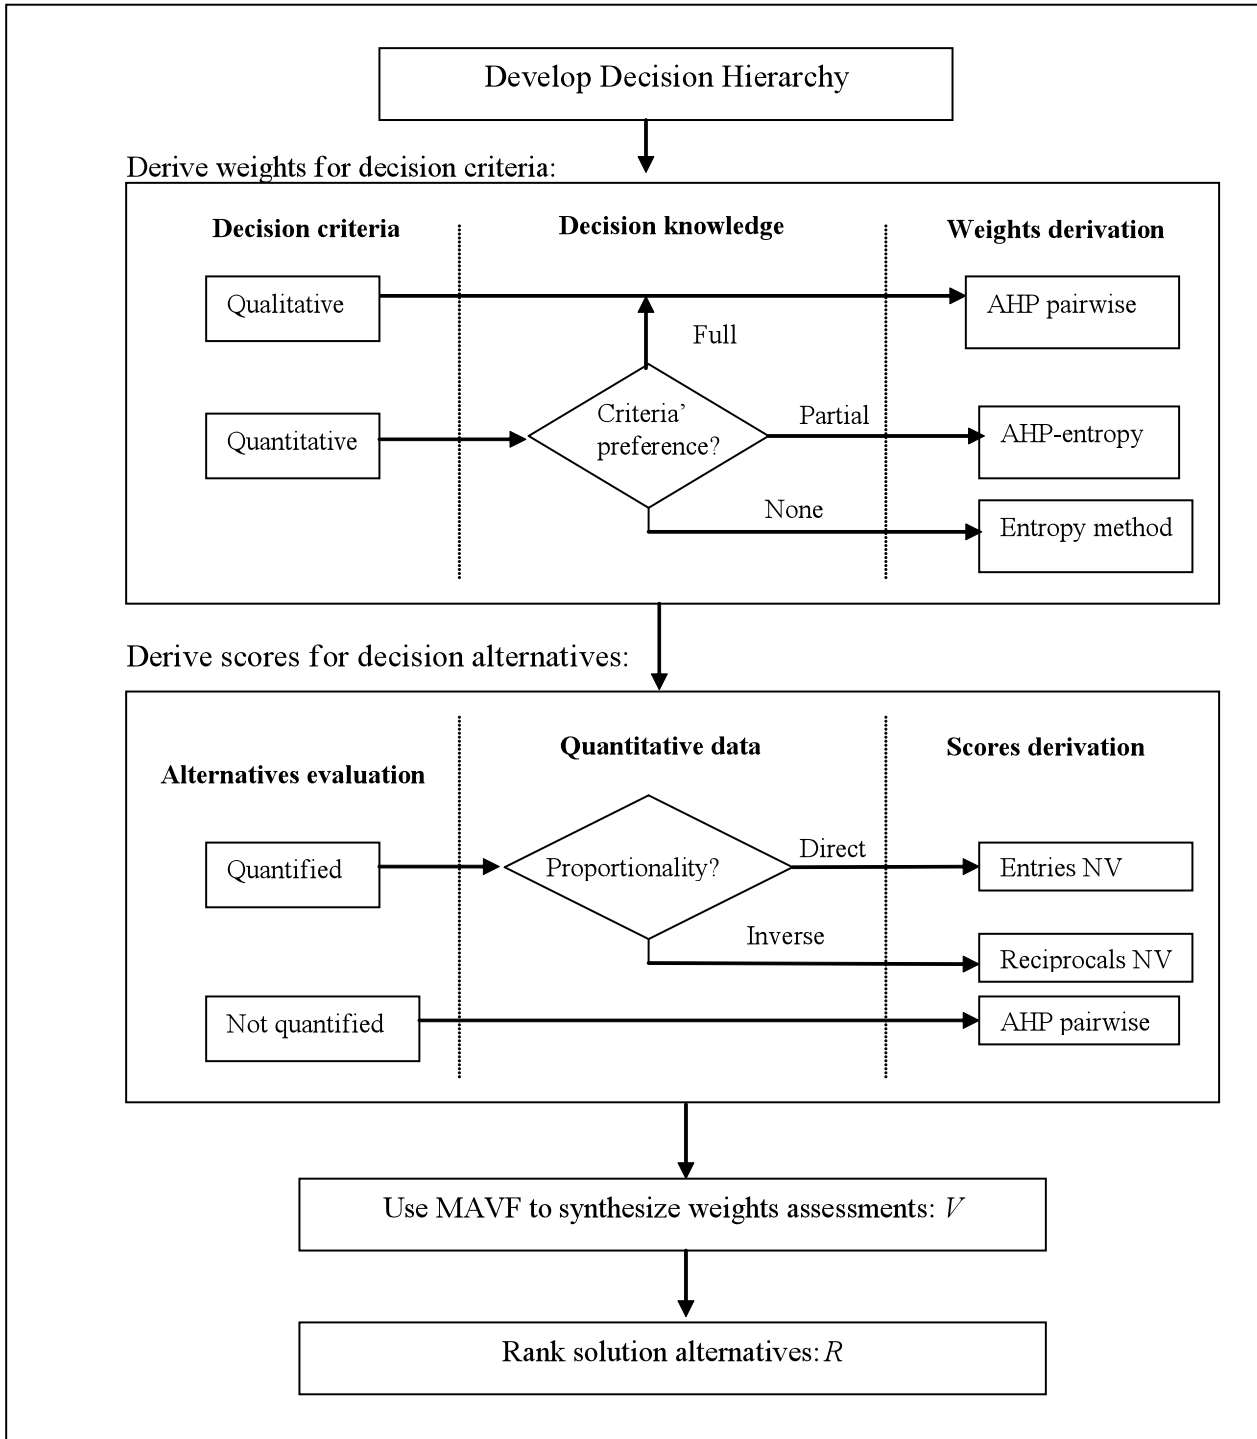 Develop Decision Hierarchy
Derive weights for decision criteria:
Decision criteria
Decision knowledge
Weights derivation
Qualitative
AHP pairwise
Full
Quantitative
Criteria’
preference?
Partial
AHP-entropy
None
Entropy method
Derive scores for decision alternatives:
Alternatives evaluation
Quantitative data
Scores derivation
Quantified
Proportionality?
Direct
Entries NV
Inverse
Reciprocals NV
Not quantified
AHP pairwise
Use MAVF to synthesize weights assessments: V
Rank solution alternatives: R